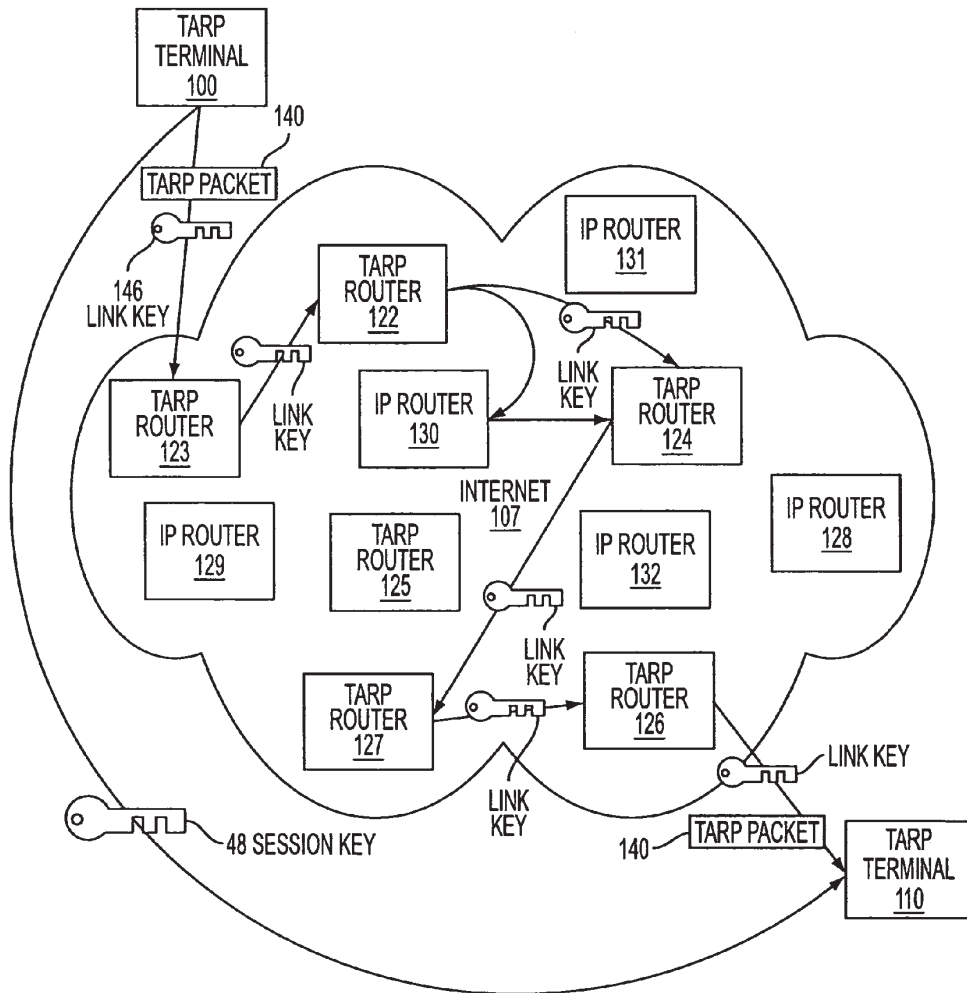 TARP
TERMINAL
100
140
TARP PACKET
146
LINK KEY
IP ROUTER
131
TARP
ROUTER
122
LINK
KEY
LINK
KEY
TARP
ROUTER
123
IP ROUTER
130
TARP
ROUTER
124
INTERNET
107
IP ROUTER
129
TARP
ROUTER
125
IP ROUTER
132
IP ROUTER
128
LINK
KEY
TARP
ROUTER
127
TARP
ROUTER
126
LINK
KEY
LINK KEY
48 SESSION KEY
140
TARP PACKET
TARP
TERMINAL
110